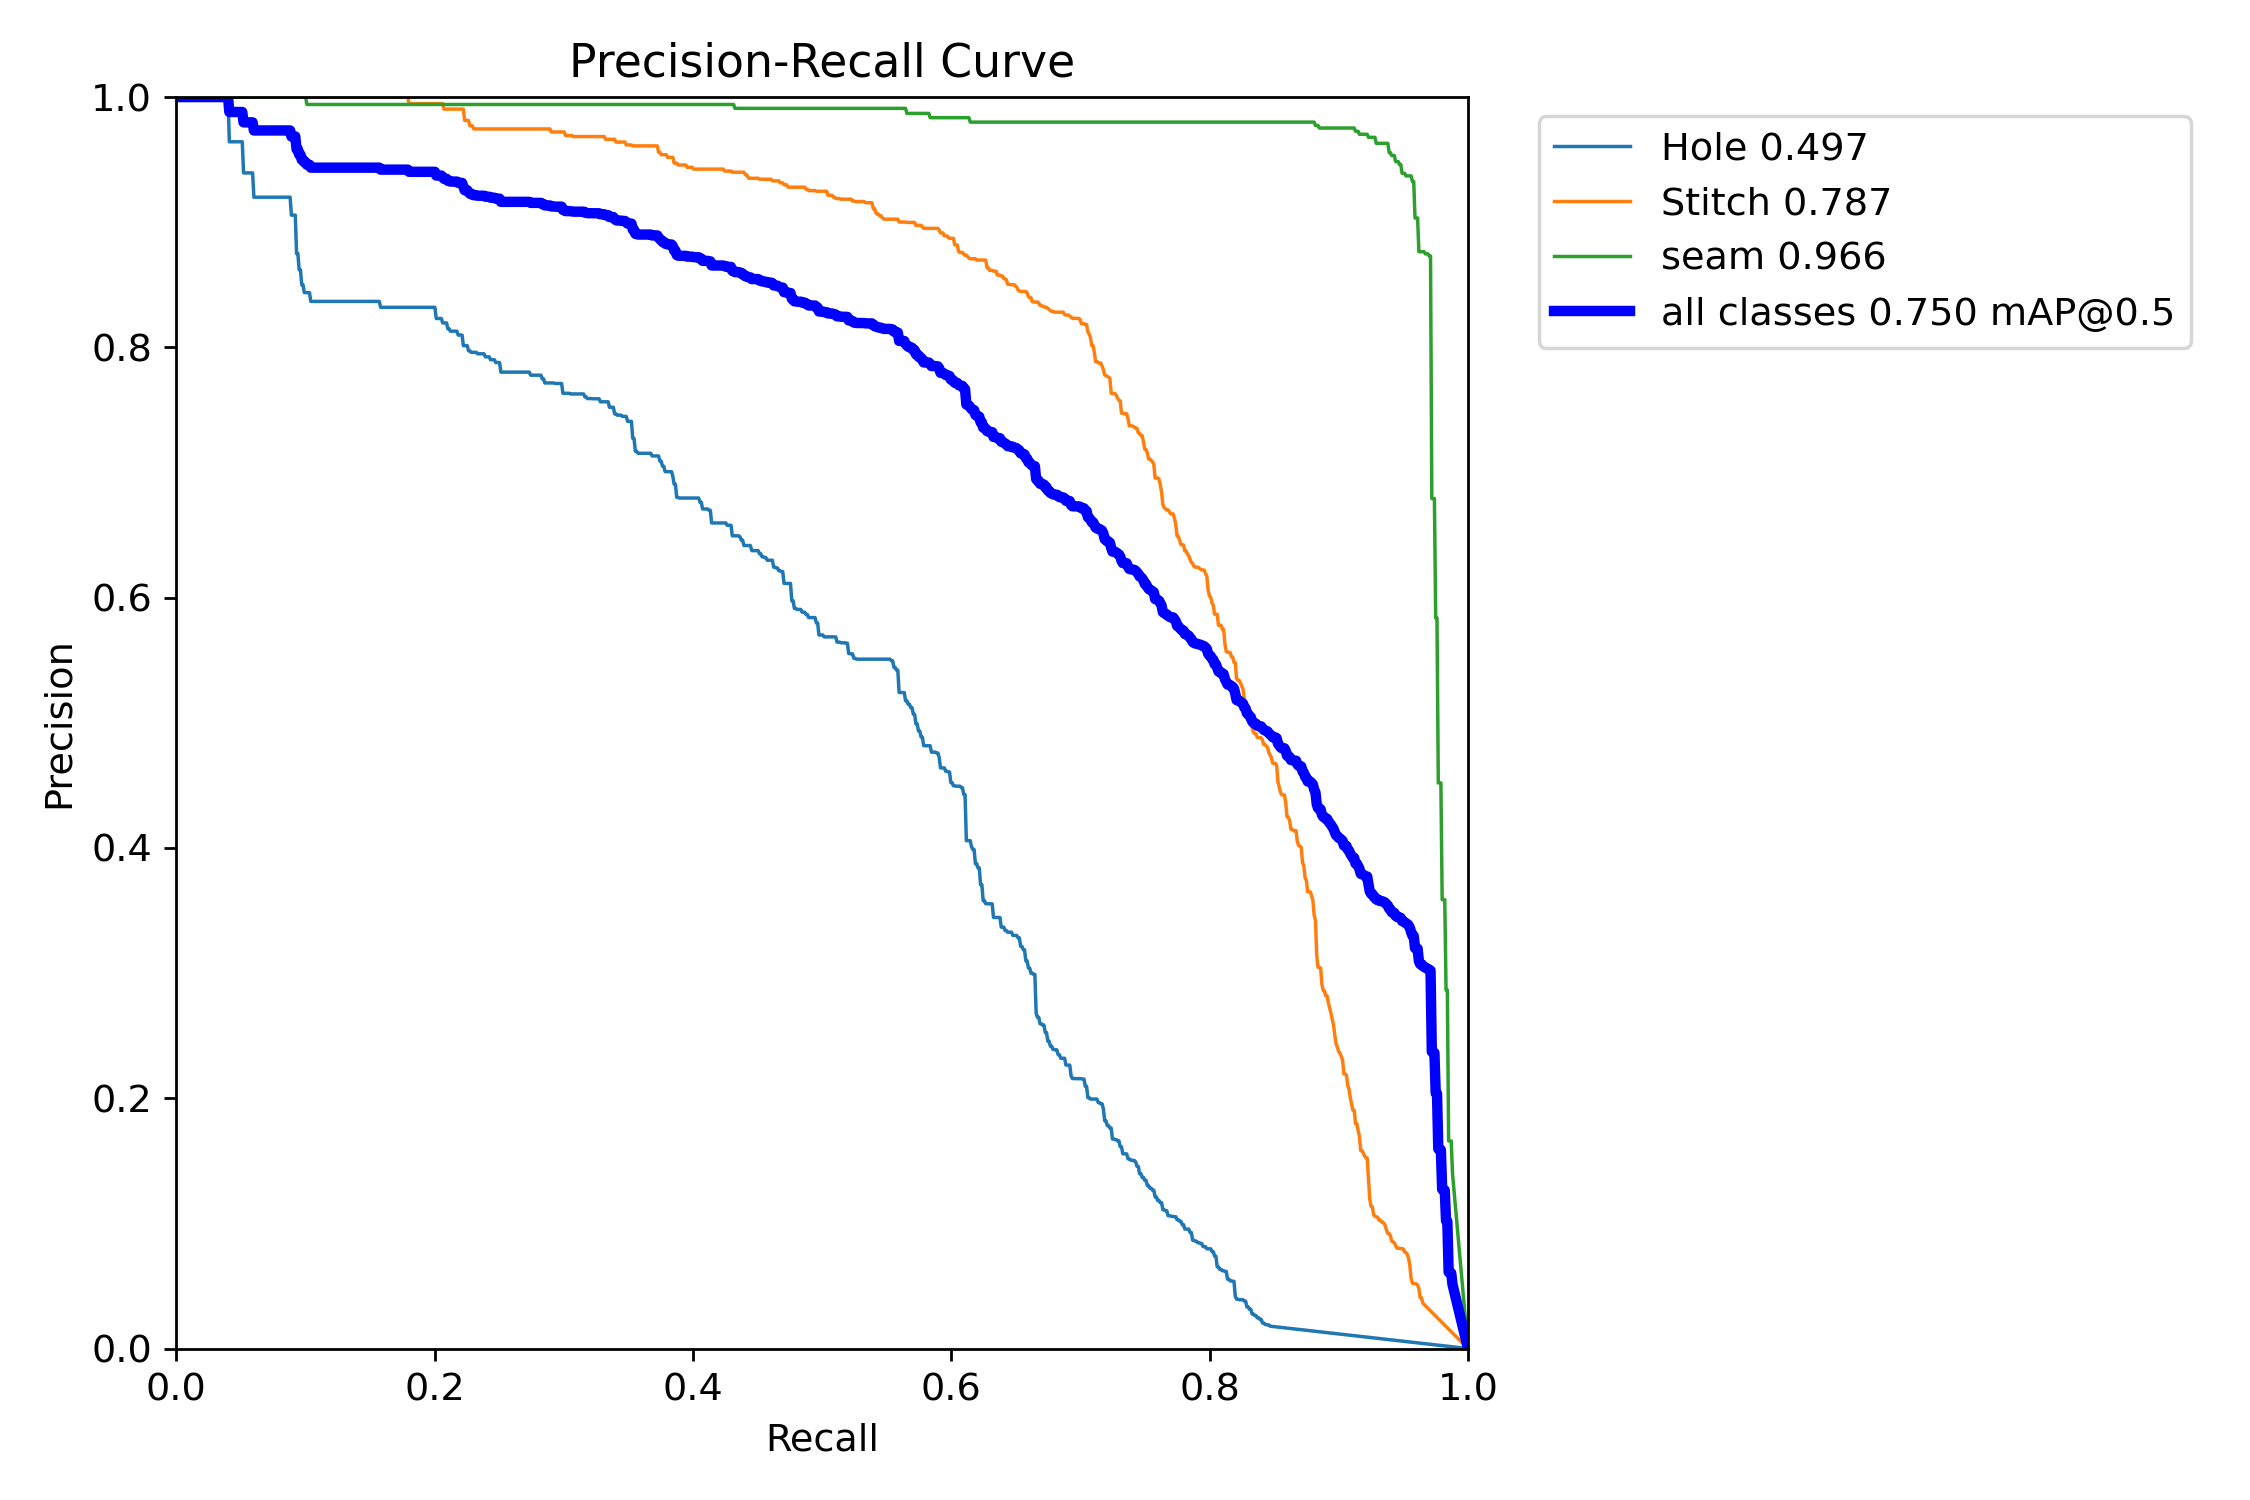 Precision-Recall Curve
1.0
0.8
0.6
0.4
0.2
0.0
Precision
0.0 0.2 0.4 0.6 0.8 1.0
Recall
Hole 0.497
Stitch 0.787
seam 0.966
all classes 0.750 mAP@0.5